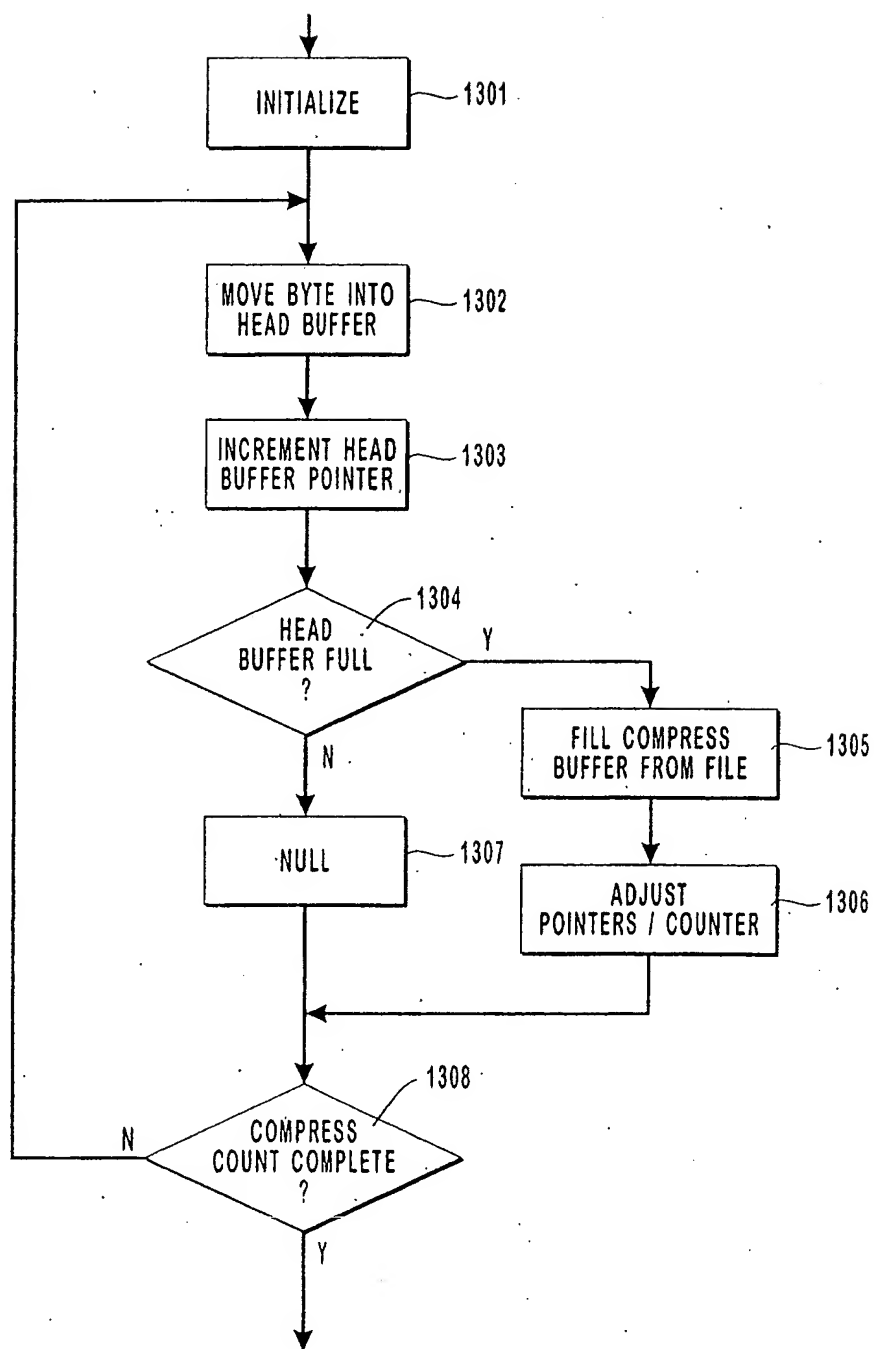 INITIALIZE
1301
MOVE BYTE INTO
HEAD BUFFER
1302
INCREMENT HEAD
BUFFER POINTER
1303
HEAD
BUFFER FULL
?
1304
Y
N
FILL COMPRESS
BUFFER FROM FILE
1305
NULL
1307
ADJUST
POINTERS / COUNTER
1306
COMPRESS
COUNT COMPLETE
?
1308
N
Y